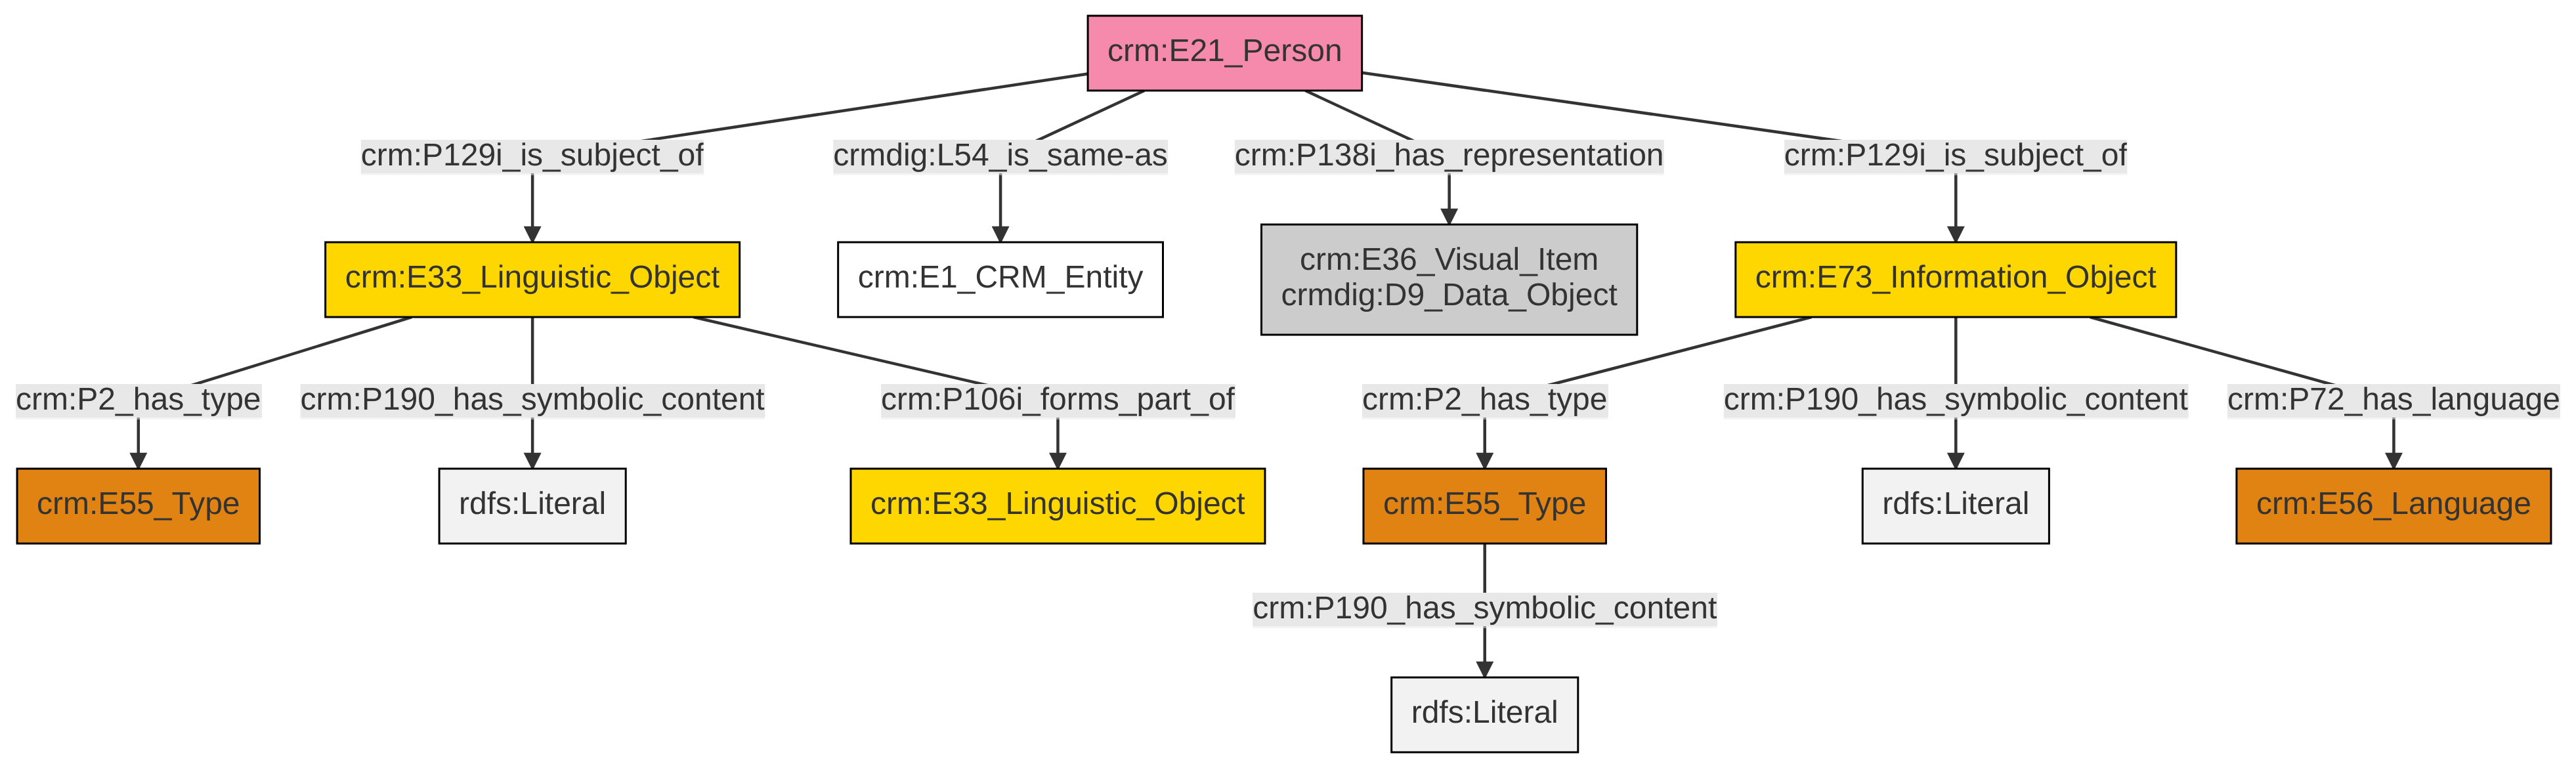 crm:E21_Person
crm:P129i_is_subject_of
crmdig:L54_is_same-as
crm:P138i_has_representation
crm:P129i_is_subject_of
crm:E33_Linguistic_Object
crm:E1_CRM_Entity
crm:E36_Visual_Item
crmdig:D9_Data_Object
crm:E73_Information_Object
crm:P2_has_type
crm:P190_has_symbolic_content
crm:P106i_forms_part_of
crm:P2_has_type
crm:P190_has_symbolic_content
crm:P72_has_language
crm:E55_Type
rdfs:Literal
crm:E33_Linguistic_Object
crm:E55_Type
rdfs:Literal
crm:E56_Language
crm:P190_has_symbolic_content
rdfs:Literal